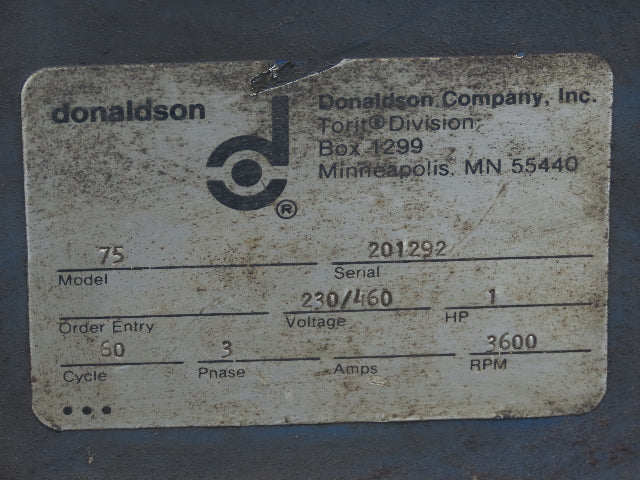 donaldson
Donaldson Company, Inc.
Torit® Division
Box 1299
Minneapolis, MN 55440
d
®
75
201292
Model
Serial
230/460
1
Order Entry
Voltage
HP
60
3
3600
Cycle
Phase
Amps
RPM